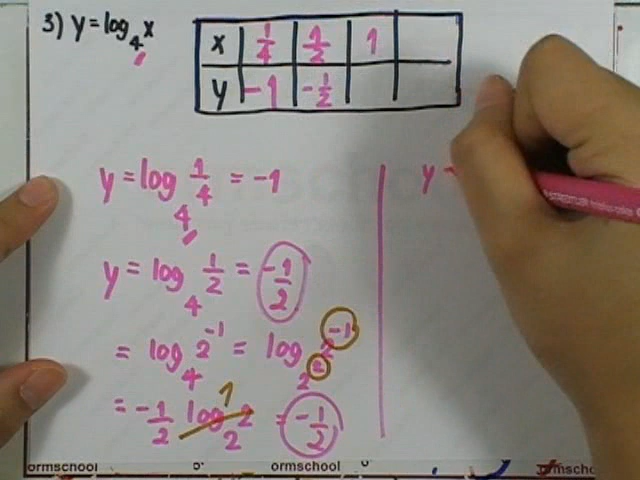 3) y = log₄x
x 1/4 1/2 1
y -1 -1/2
y = log₄ 1/4 = -1
y = log₄ 1/2 = -1/2
= log₄ 2⁻¹ = log₂² 2⁻¹
= -1/2 log₂ 2 1 = -1/2
y -
ormschool ormschool ormschool